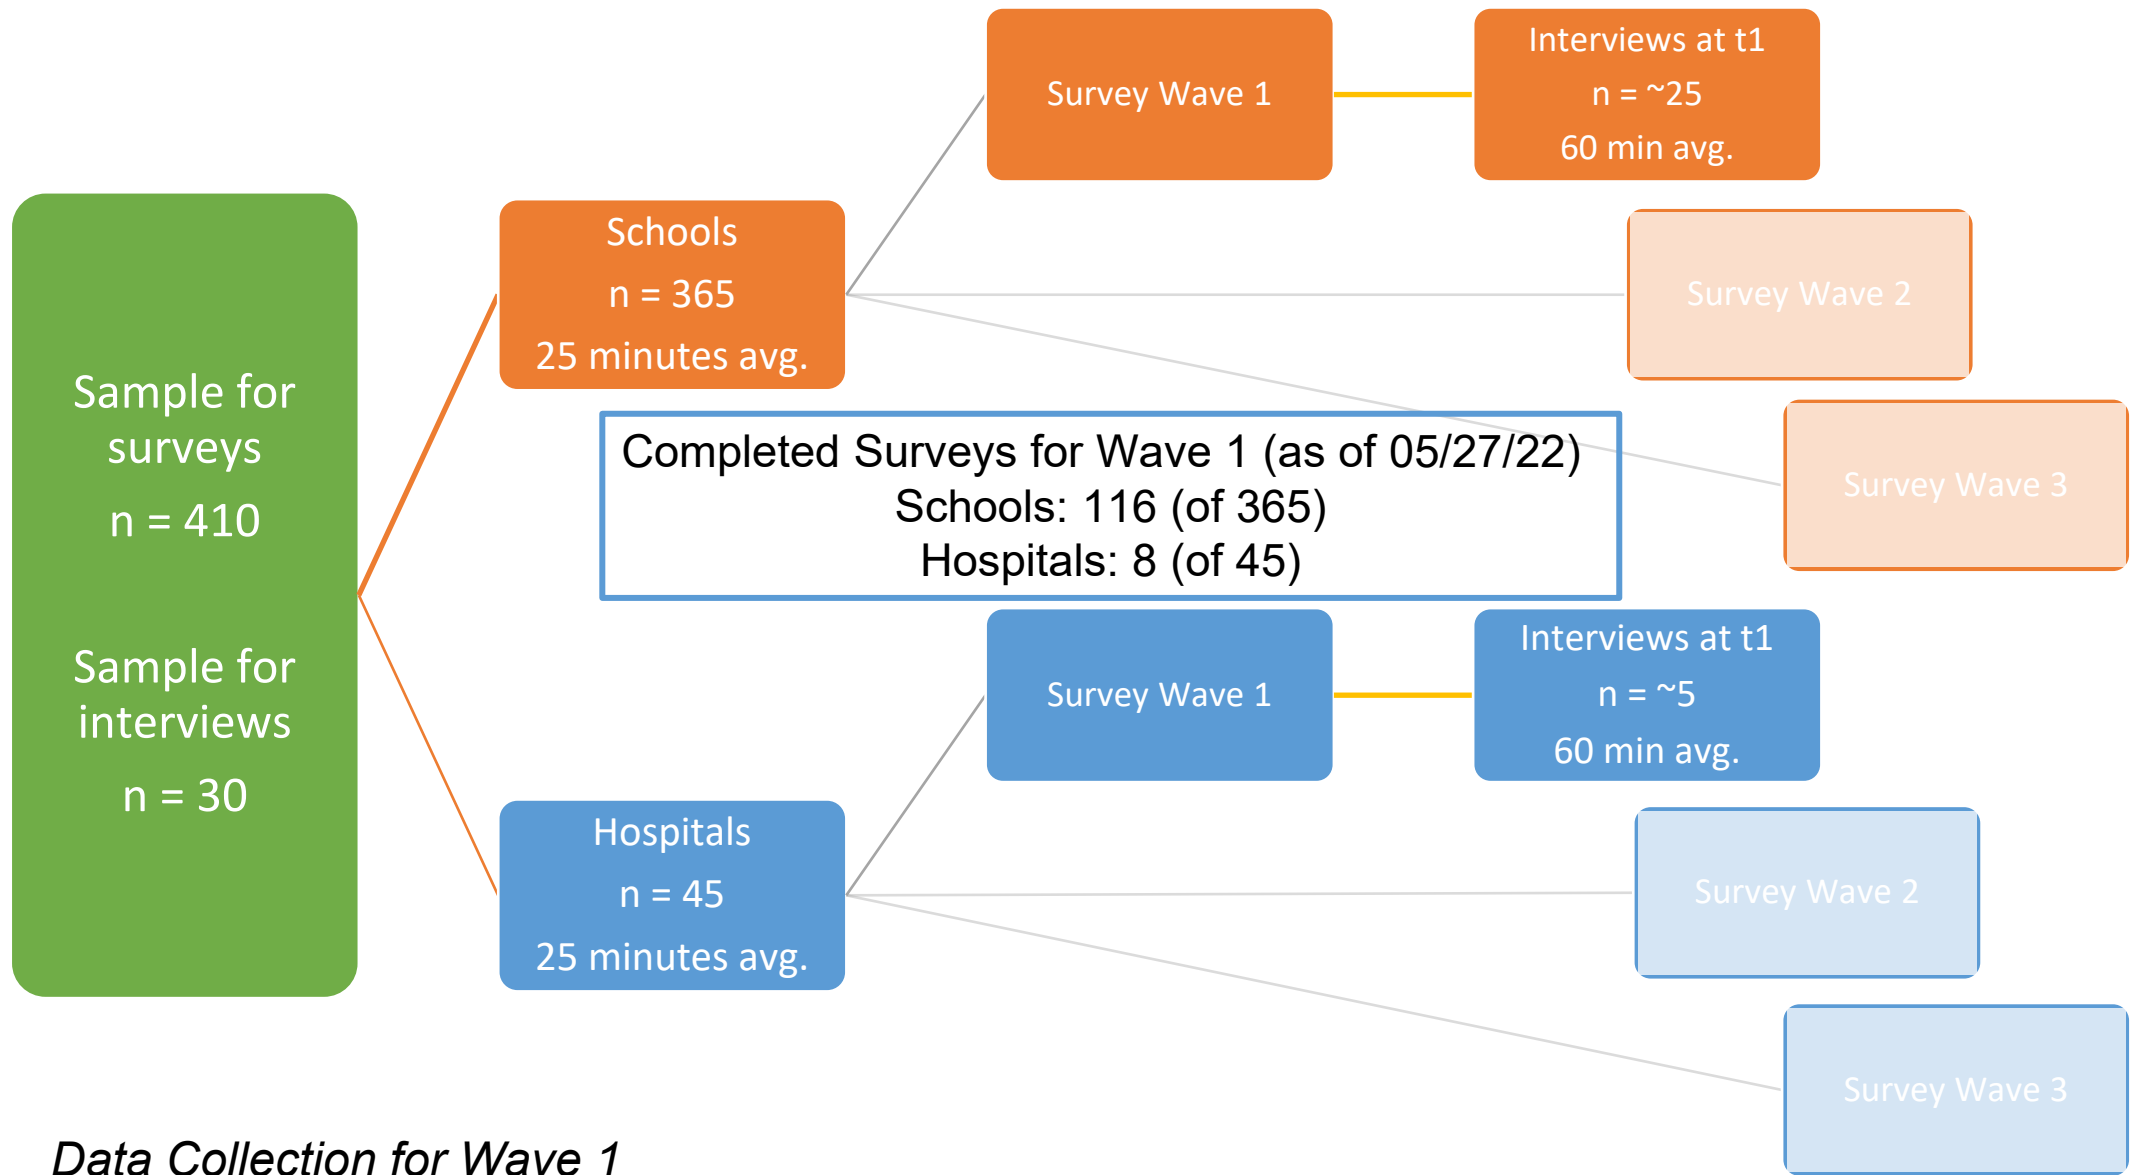 Sample for
surveys
n = 410
Sample for
interviews
n = 30
Schools
n = 365
25 minutes avg.
Survey Wave 1
Interviews at t1
n = ~25
60 min avg.
Survey Wave 2
Survey Wave 3
Completed Surveys for Wave 1 (as of 05/27/22)
Schools: 116 (of 365)
Hospitals: 8 (of 45)
Hospitals
n = 45
25 minutes avg.
Survey Wave 1
Interviews at t1
n = ~5
60 min avg.
Survey Wave 2
Survey Wave 3
Data Collection for Wave 1